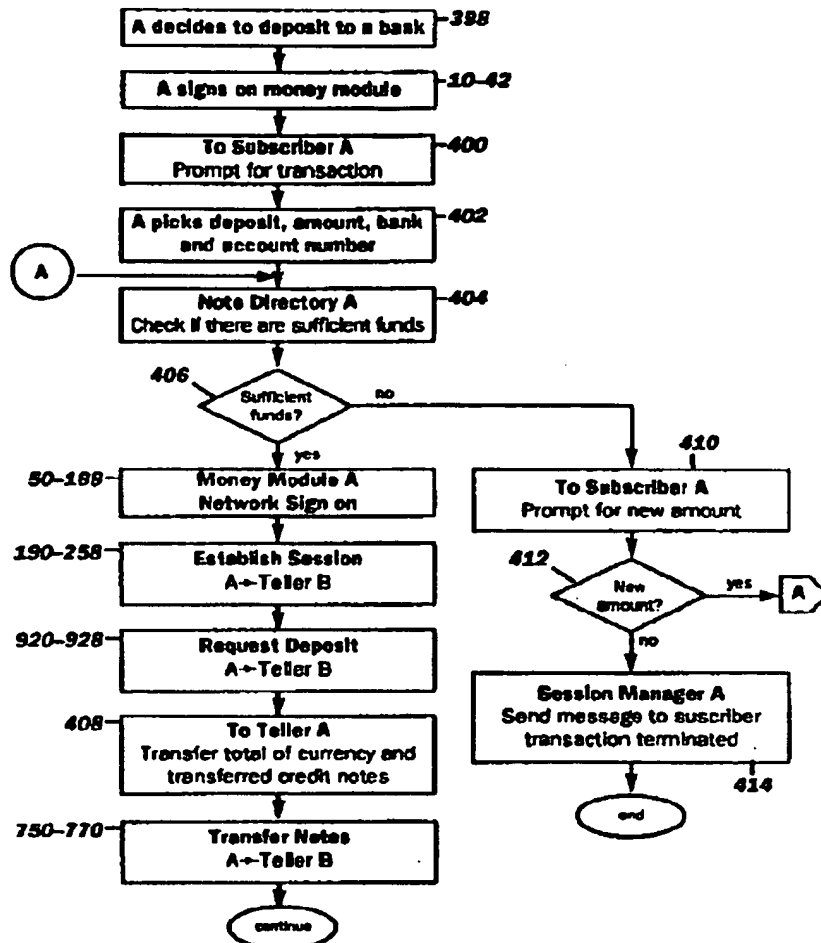 A decides to deposit to a bank
398
A signs on money module
10-42
To Subscriber A
Prompt for transaction
400
A picks deposit, amount, bank
and account number
402
A
Note Directory A
Check if there are sufficient funds
404
406
Sufficient
funds?
no
yes
50-188
Money Module A
Network Sign on
410
To Subscriber A
Prompt for new amount
190-258
Establish Session
A→Teller B
412
New
amount?
yes
A
no
920-928
Request Deposit
A→Teller B
Session Manager A
Send message to suscriber
transaction terminated
414
408
To Teller A
Transfer total of currency and
transferred credit notes
end
750-770
Transfer Notes
A→Teller B
continue